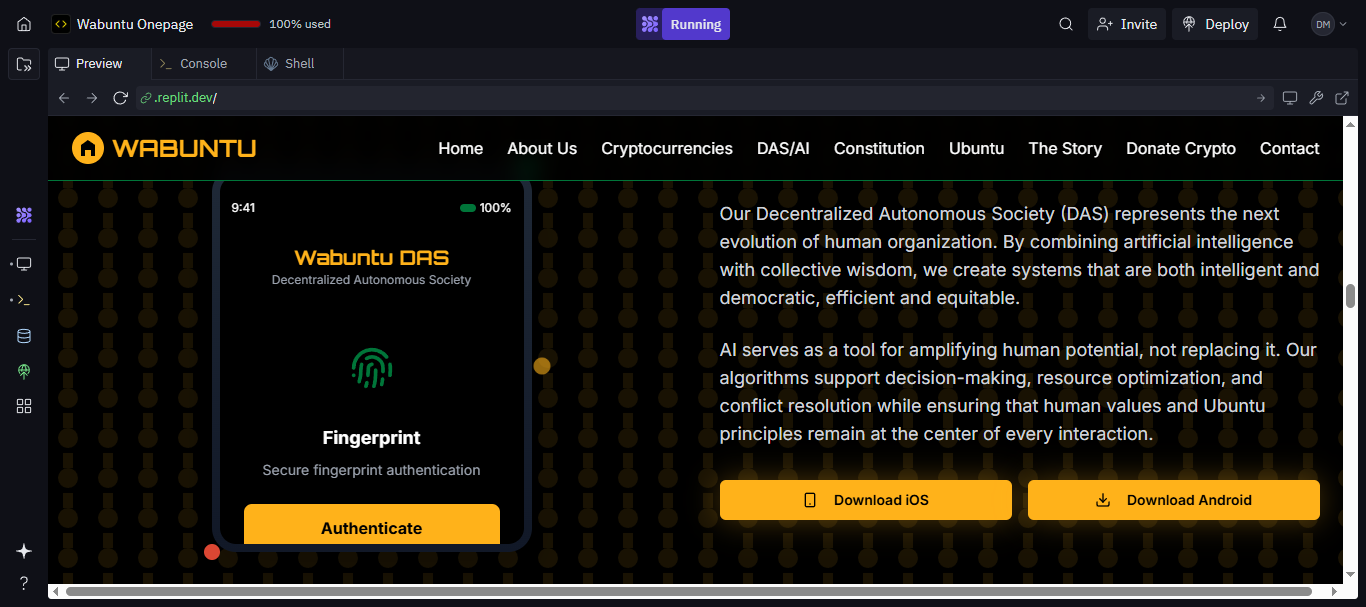 Wabuntu Onepage
100% used
Running
Invite
Deploy
DM
Preview
Console
Shell
.replit.dev/
WABUNTU
Home
About Us
Cryptocurrencies
DAS/AI
Constitution
Ubuntu
The Story
Donate Crypto
Contact
9:41
100%
Wabuntu DAS
Decentralized Autonomous Society
Fingerprint
Secure fingerprint authentication
Authenticate
Our Decentralized Autonomous Society (DAS) represents the next
evolution of human organization. By combining artificial intelligence
with collective wisdom, we create systems that are both intelligent and
democratic, efficient and equitable.
AI serves as a tool for amplifying human potential, not replacing it. Our
algorithms support decision-making, resource optimization, and
conflict resolution while ensuring that human values and Ubuntu
principles remain at the center of every interaction.
Download iOS
Download Android